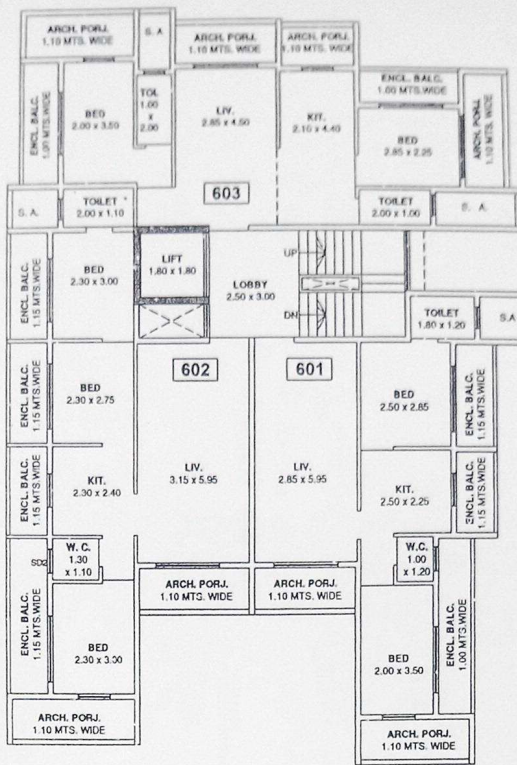 ARCH. PORJ.
1.10 MTS. WIDE
S. A.
ARCH. PORJ.
1.10 MTS. WIDE
ARCH. PORJ.
1.10 MTS. WIDE
ENCL. BALC.
1.00 MTS.WIDE
BED
2.00 x 3.50
TOI.
1.00
x
2.00
LIV.
2.85 x 4.50
KIT.
2.10 x 4.40
ENCL. BALC.
1.00 MTS.WIDE
BED
2.85 x 2.25
ARCH. PORJ.
1.10 MTS.WIDE
603
S. A.
TOILET
2.00 x 1.10
TOILET
2.00 x 1.00
S. A.
ENCL. BALC.
1.15 MTS.WIDE
BED
2.30 x 3.00
LIFT
1.80 x 1.80
LOBBY
2.50 x 3.00
UP
DN
TOILET
1.80 x 1.20
S.A.
602
601
ENCL. BALC.
1.15 MTS.WIDE
BED
2.30 x 2.75
BED
2.50 x 2.85
ENCL. BALC.
1.15 MTS.WIDE
LIV.
3.15 x 5.95
LIV.
2.85 x 5.95
ENCL. BALC.
1.15 MTS.WIDE
KIT.
2.30 x 2.40
KIT.
2.50 x 2.25
ENCL. BALC.
1.15 MTS.WIDE
SD2
W. C.
1.30
x 1.10
W.C.
1.00
x 1.20
ARCH. PORJ.
1.10 MTS. WIDE
ARCH. PORJ.
1.10 MTS. WIDE
ENCL. BALC.
1.15 MTS.WIDE
BED
2.30 x 3.00
BED
2.00 x 3.50
ENCL. BALC.
1.00 MTS.WIDE
ARCH. PORJ.
1.10 MTS. WIDE
ARCH. PORJ.
1.10 MTS. WIDE